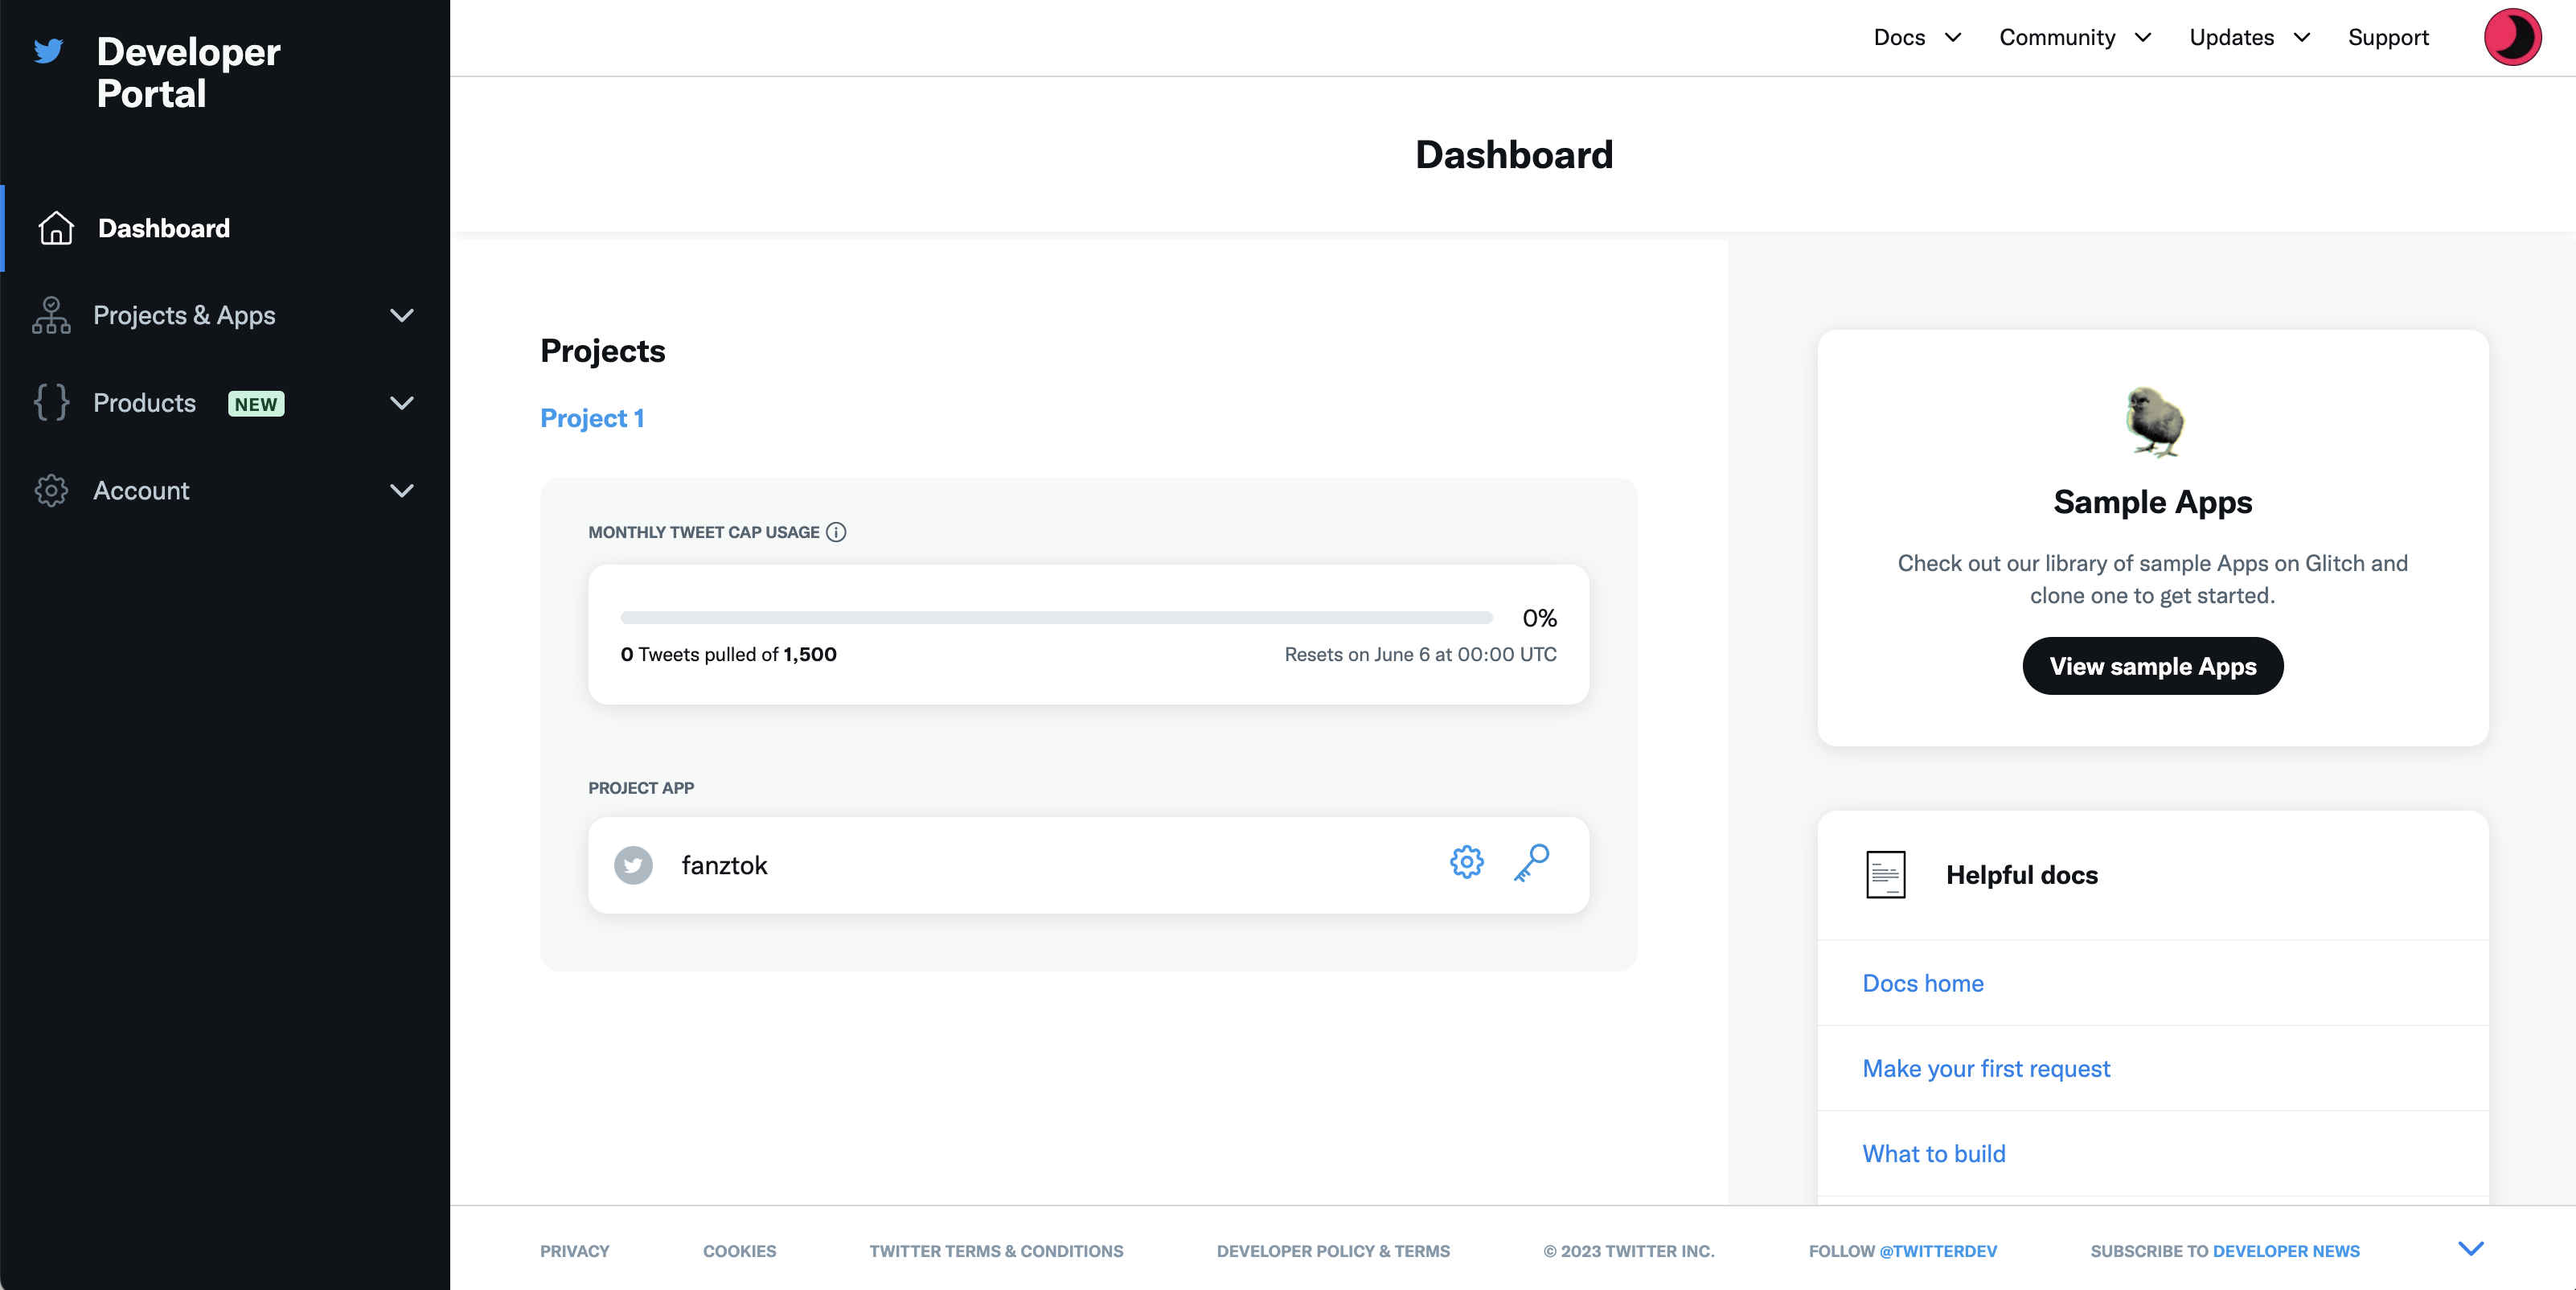 Developer
Portal
Docs
Community
Updates
Support
Dashboard
Projects & Apps
Products NEW
Account
Dashboard
Projects
Project 1
MONTHLY TWEET CAP USAGE
0%
0 Tweets pulled of 1,500
Resets on June 6 at 00:00 UTC
PROJECT APP
fanztok
Sample Apps
Check out our library of sample Apps on Glitch and
clone one to get started.
View sample Apps
Helpful docs
Docs home
Make your first request
What to build
PRIVACY
COOKIES
TWITTER TERMS & CONDITIONS
DEVELOPER POLICY & TERMS
© 2023 TWITTER INC.
FOLLOW @TWITTERDEV
SUBSCRIBE TO DEVELOPER NEWS